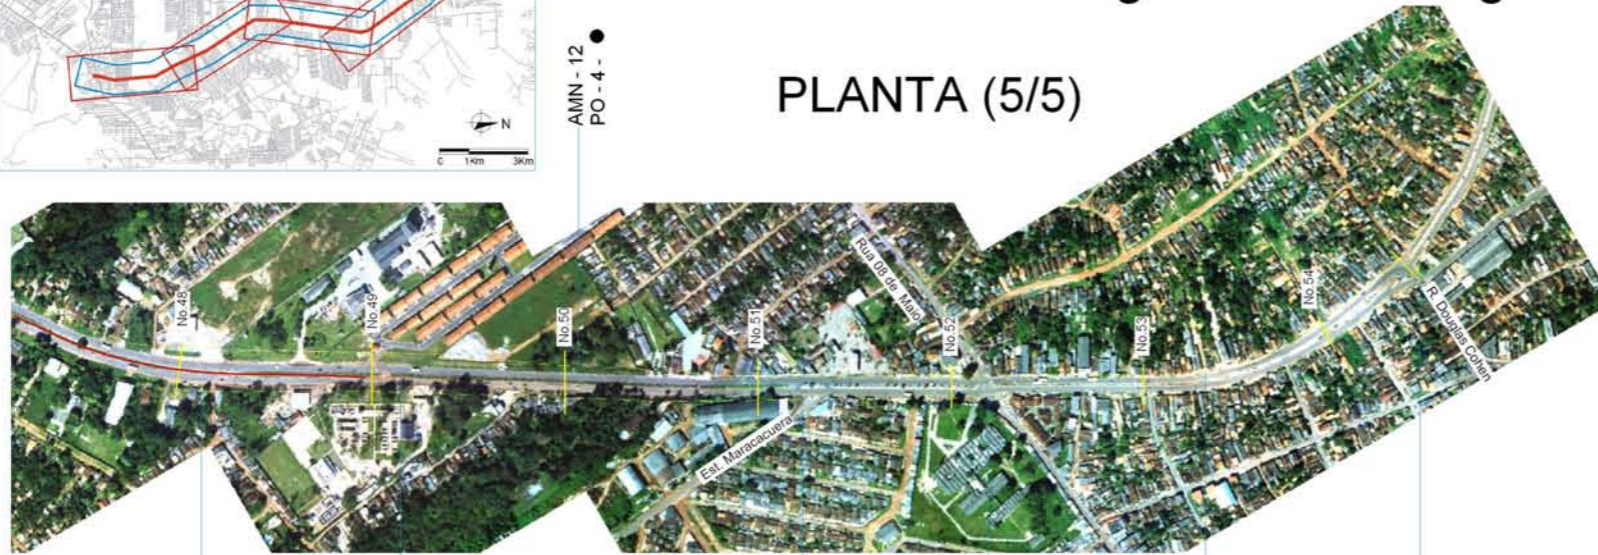 N
0 1Km 3Km
AMN - 12
PO - 4 -
PLANTA (5/5)
No.48
No.49
No.50
No.51
Rua 08 de Maio
No.52
No.53
No.54
R. Douglas Cohen
Est. Maracacuera